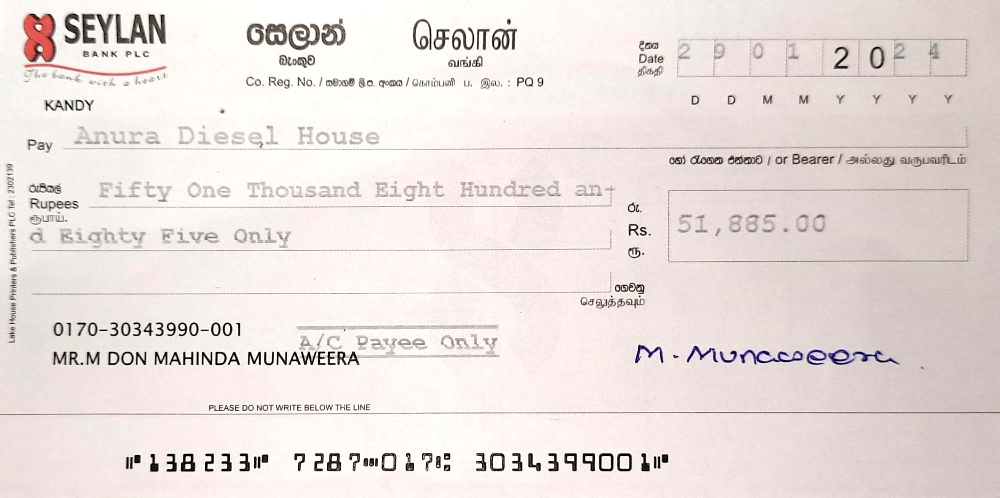 SEYLAN
BANK PLC
The bank with a heart
සෙලාන්
බැංකුව
செலான்
வங்கி
Co. Reg. No. / සමාගම් ලි.ප. අංකය / கொம்பனி ப. இல. : PQ 9
දිනය
Date
திகதி
2 9 0 1 2 0 2 4
D D M M Y Y Y Y
KANDY
Pay Anura Diesel House
හෝ රැගෙන එන්නාට / or Bearer / அல்லது வருபவரிடம்
රුපියල්
Rupees
ரூபாய்.
Fifty One Thousand Eight Hundred an-
d Eighty Five Only
රු.
Rs.
ரூ.
51,885.00
ගෙවනු
செலுத்தவும்
Lake House Printers & Publishers PLC Tel : 2302139
0170-30343990-001
A/C Payee Only
MR.M DON MAHINDA MUNAWEERA
M. Munaweera
PLEASE DO NOT WRITE BELOW THE LINE
⑈138233⑈ 7287⑉017⑆ 3034399001⑈